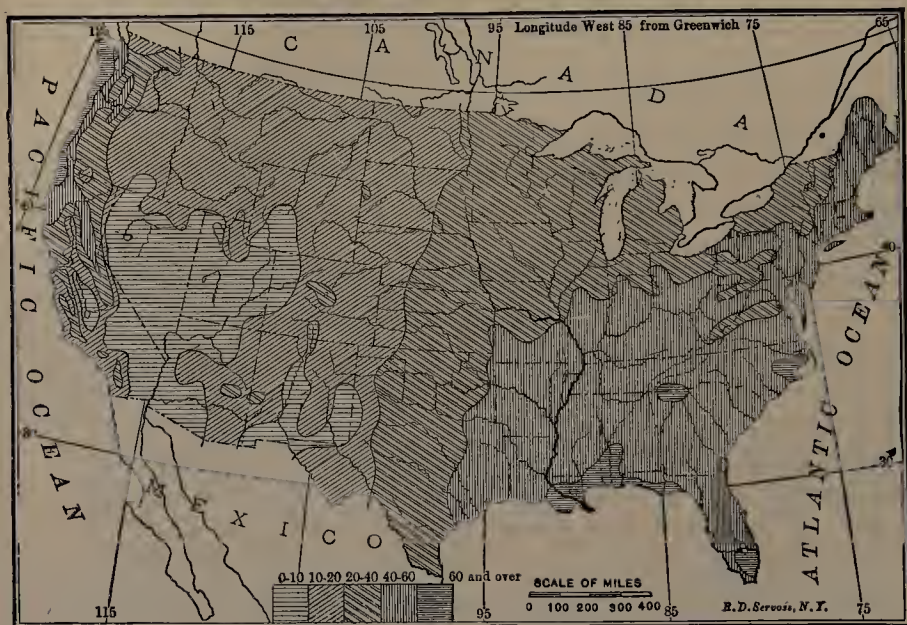 Longitude West 85 from Greenwich 75
65
115
105
95
CANADA
PACIFIC OCEAN
ATLANTIC OCEAN
MEXICO
30
0-10 10-20 20-40 40-60 60 and over
SCALE OF MILES
0 100 200 300 400
R.D. Servoss, N.Y.
115
95
85
75